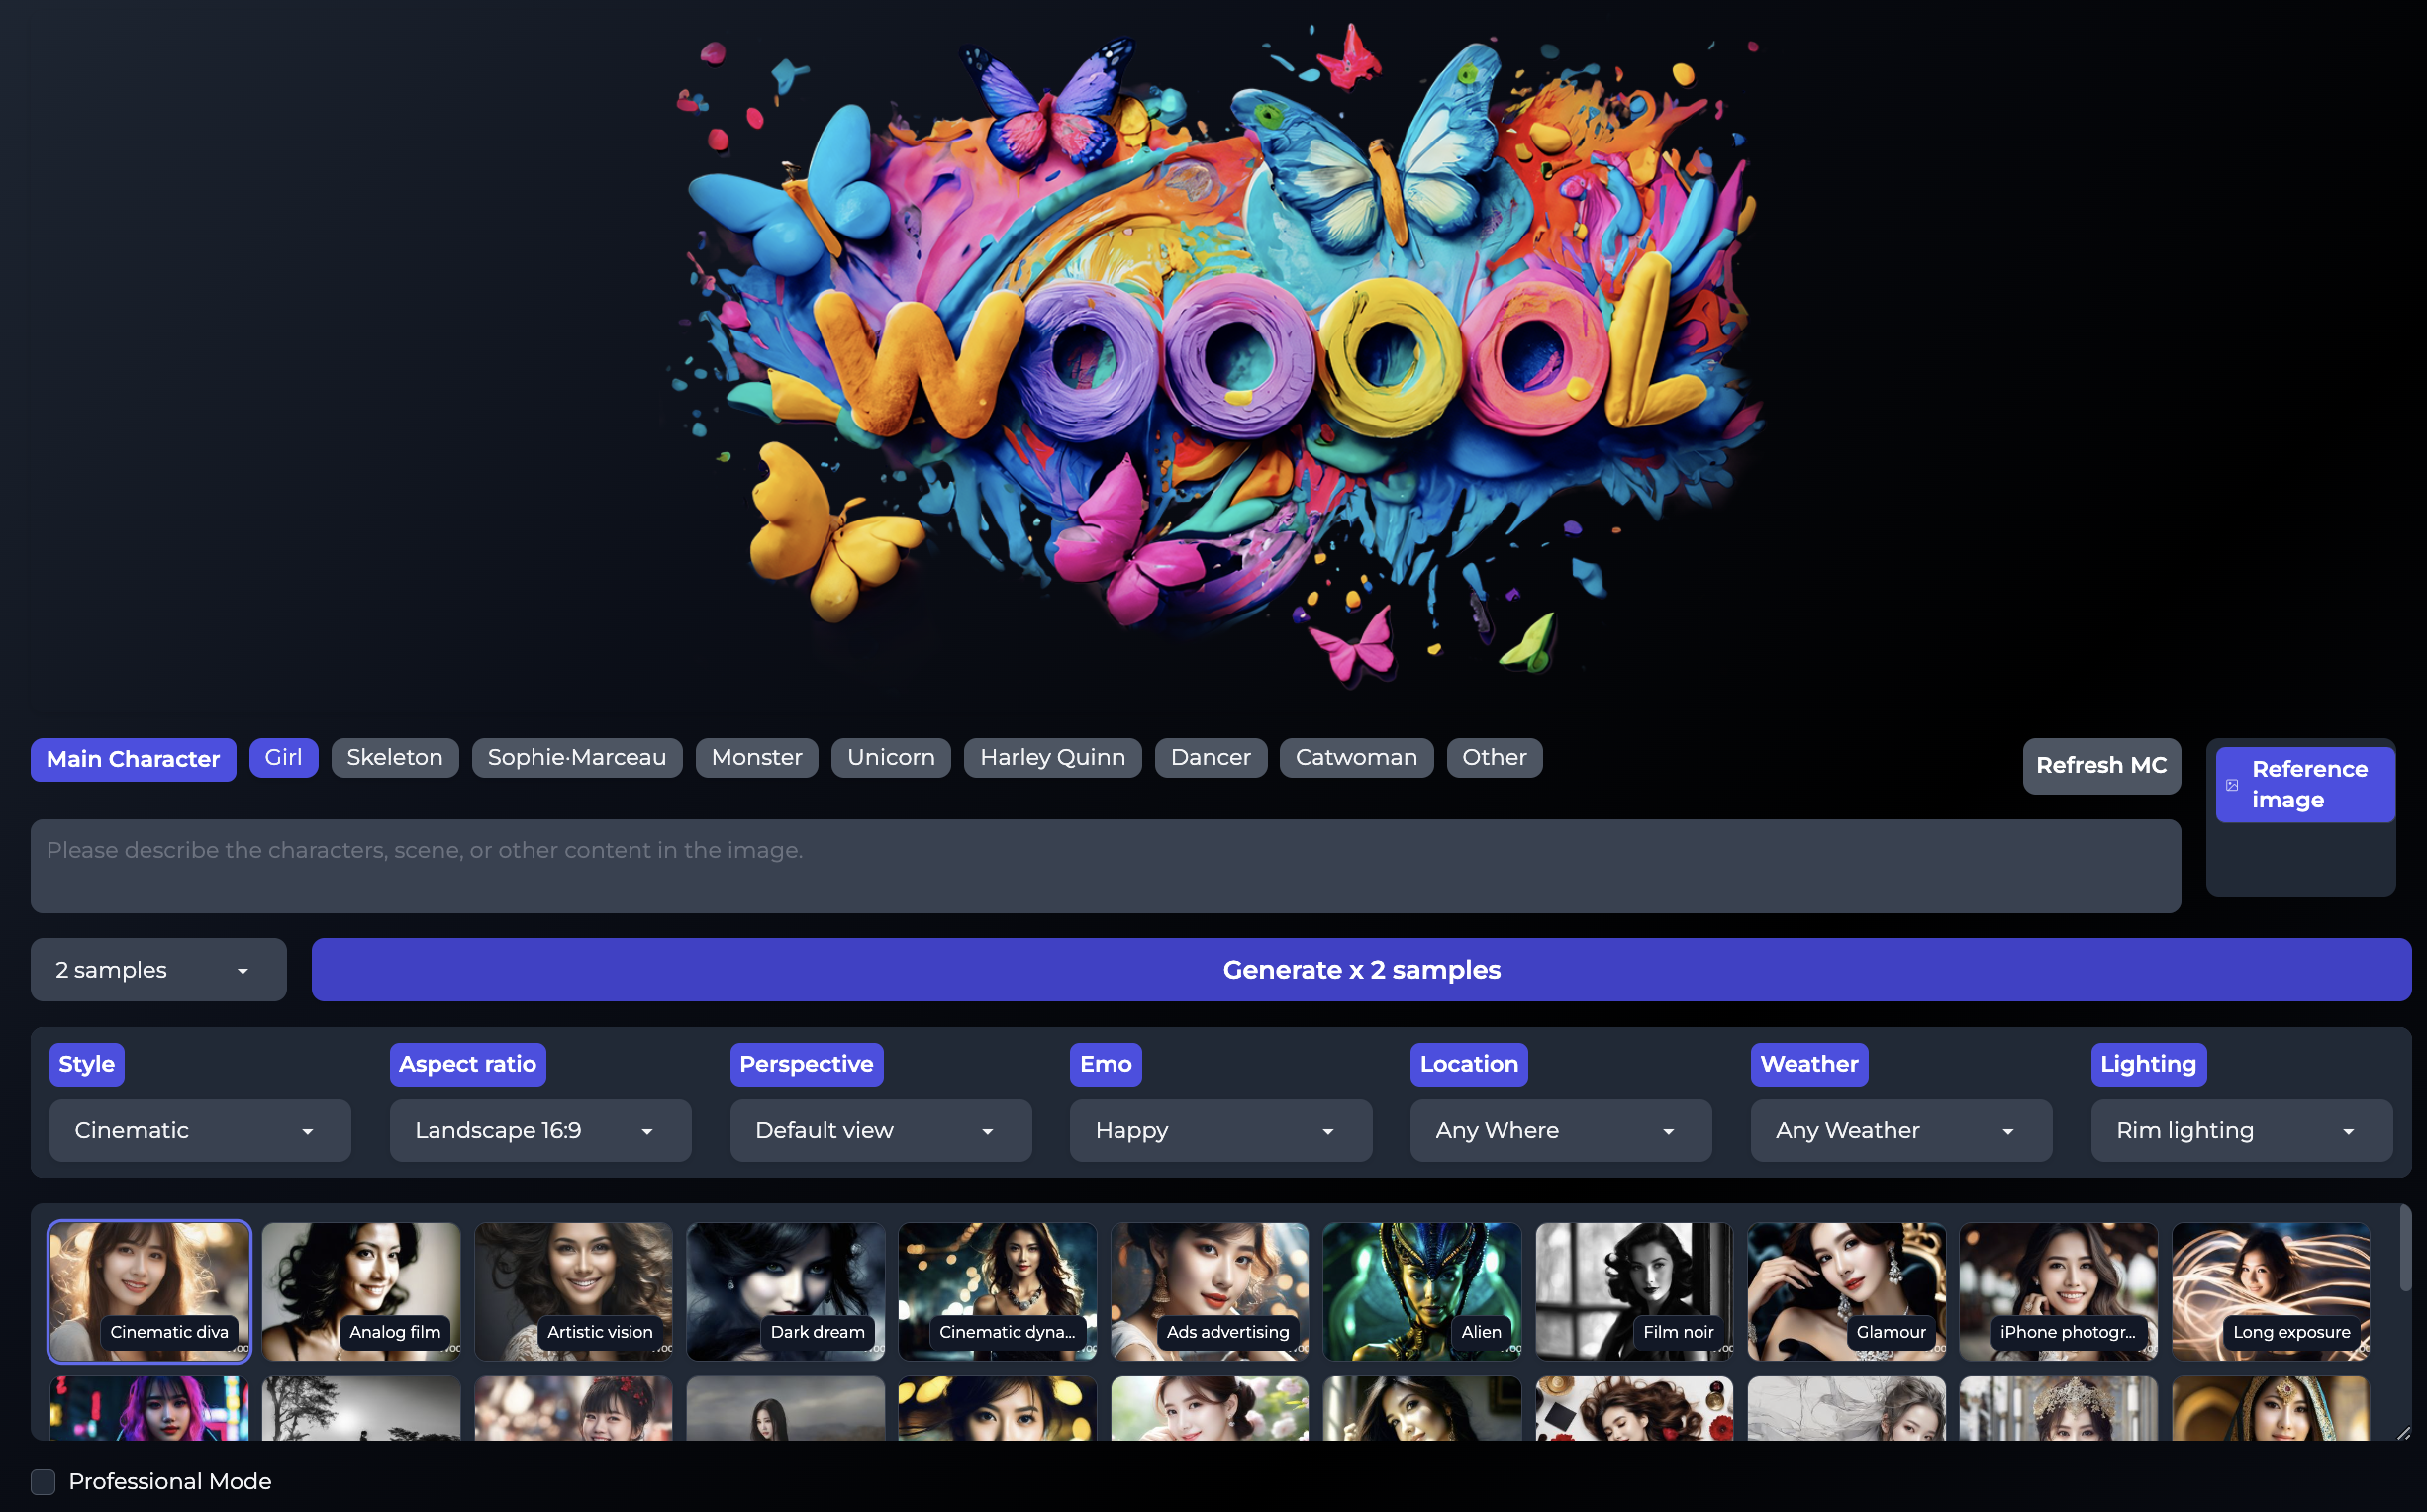 WOOOOL
Main Character
Girl
Skeleton
Sophie·Marceau
Monster
Unicorn
Harley Quinn
Dancer
Catwoman
Other
Refresh MC
Reference
image
Please describe the characters, scene, or other content in the image.
2 samples
Generate x 2 samples
Style
Aspect ratio
Perspective
Emo
Location
Weather
Lighting
Cinematic
Landscape 16:9
Default view
Happy
Any Where
Any Weather
Rim lighting
Cinematic diva
Analog film
Artistic vision
Dark dream
Cinematic dyna...
Ads advertising
Alien
Film noir
Glamour
iPhone photogr...
Long exposure
Professional Mode